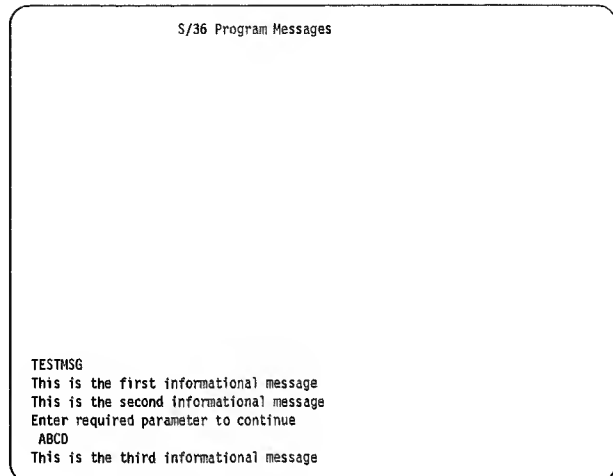 S/36 Program Messages
TESTMSG
This is the first informational message
This is the second informational message
Enter required parameter to continue
ABCD
This is the third informational message